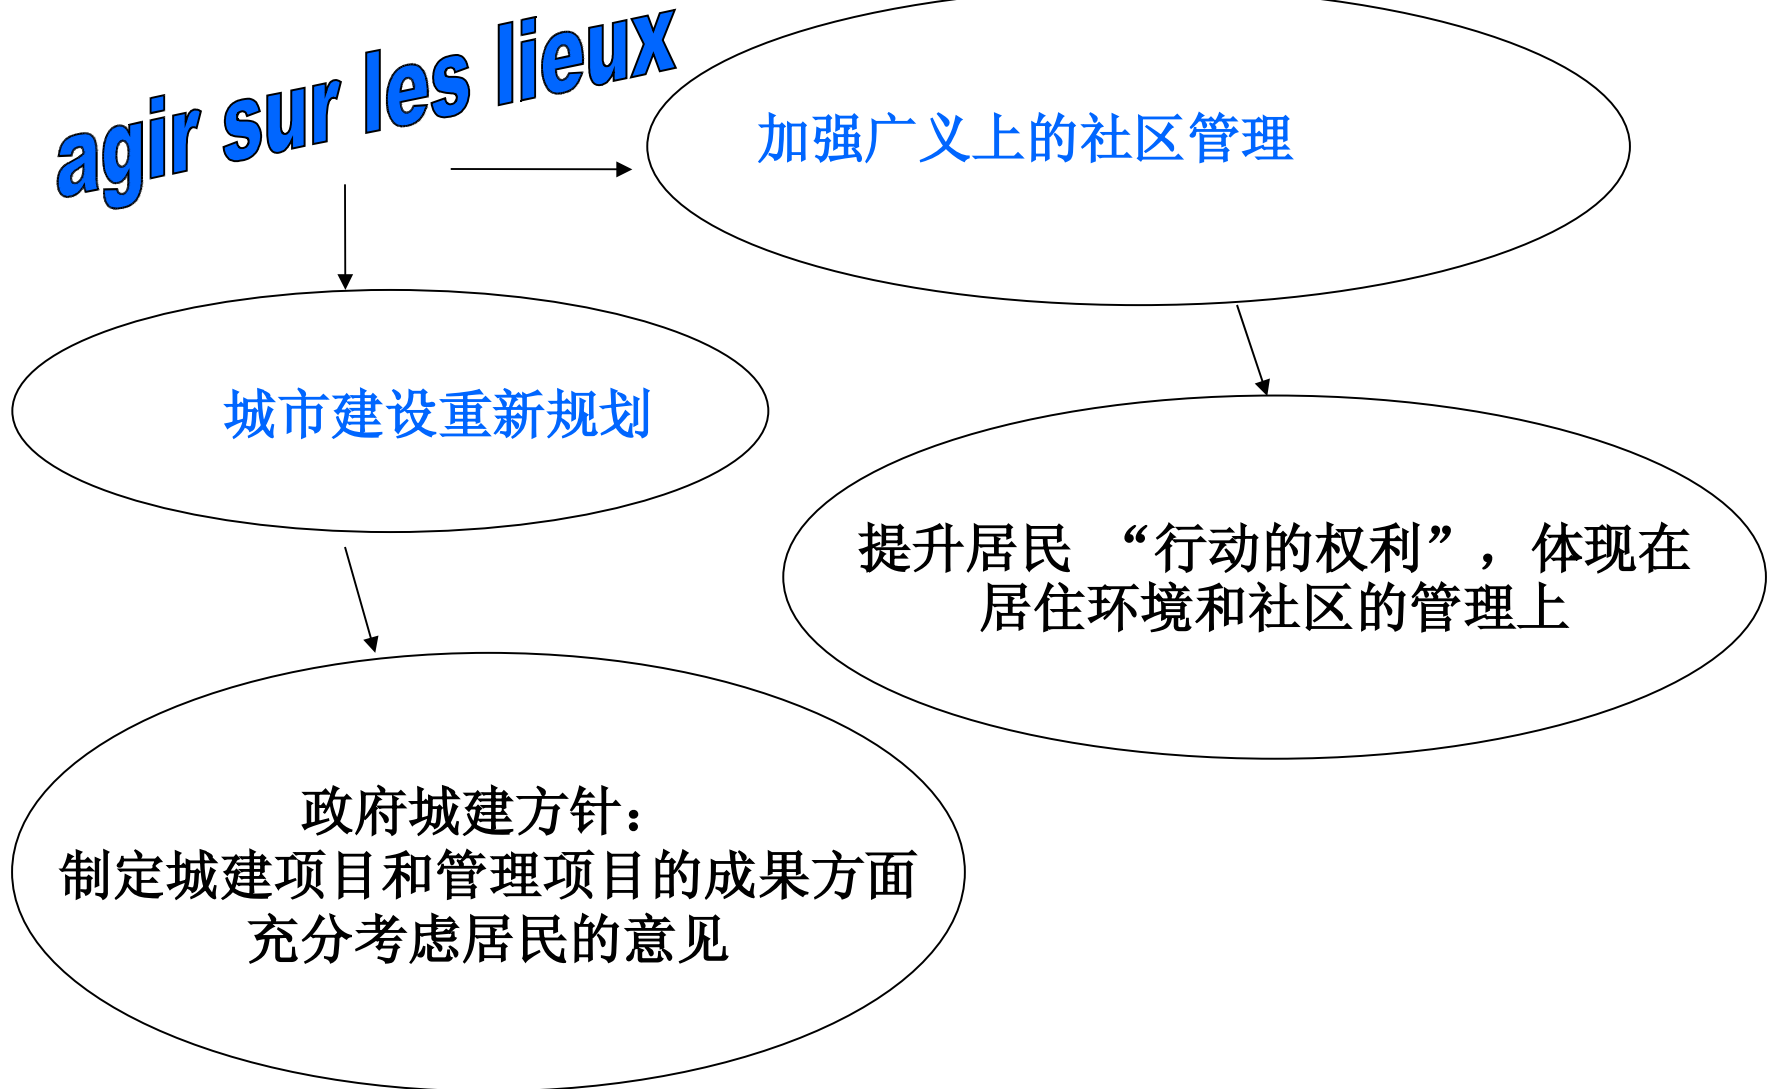 agir sur les lieux
加强广义上的社区管理
城市建设重新规划
提升居民 “行动的权利”，体现在
居住环境和社区的管理上
政府城建方针：
制定城建项目和管理项目的成果方面
充分考虑居民的意见